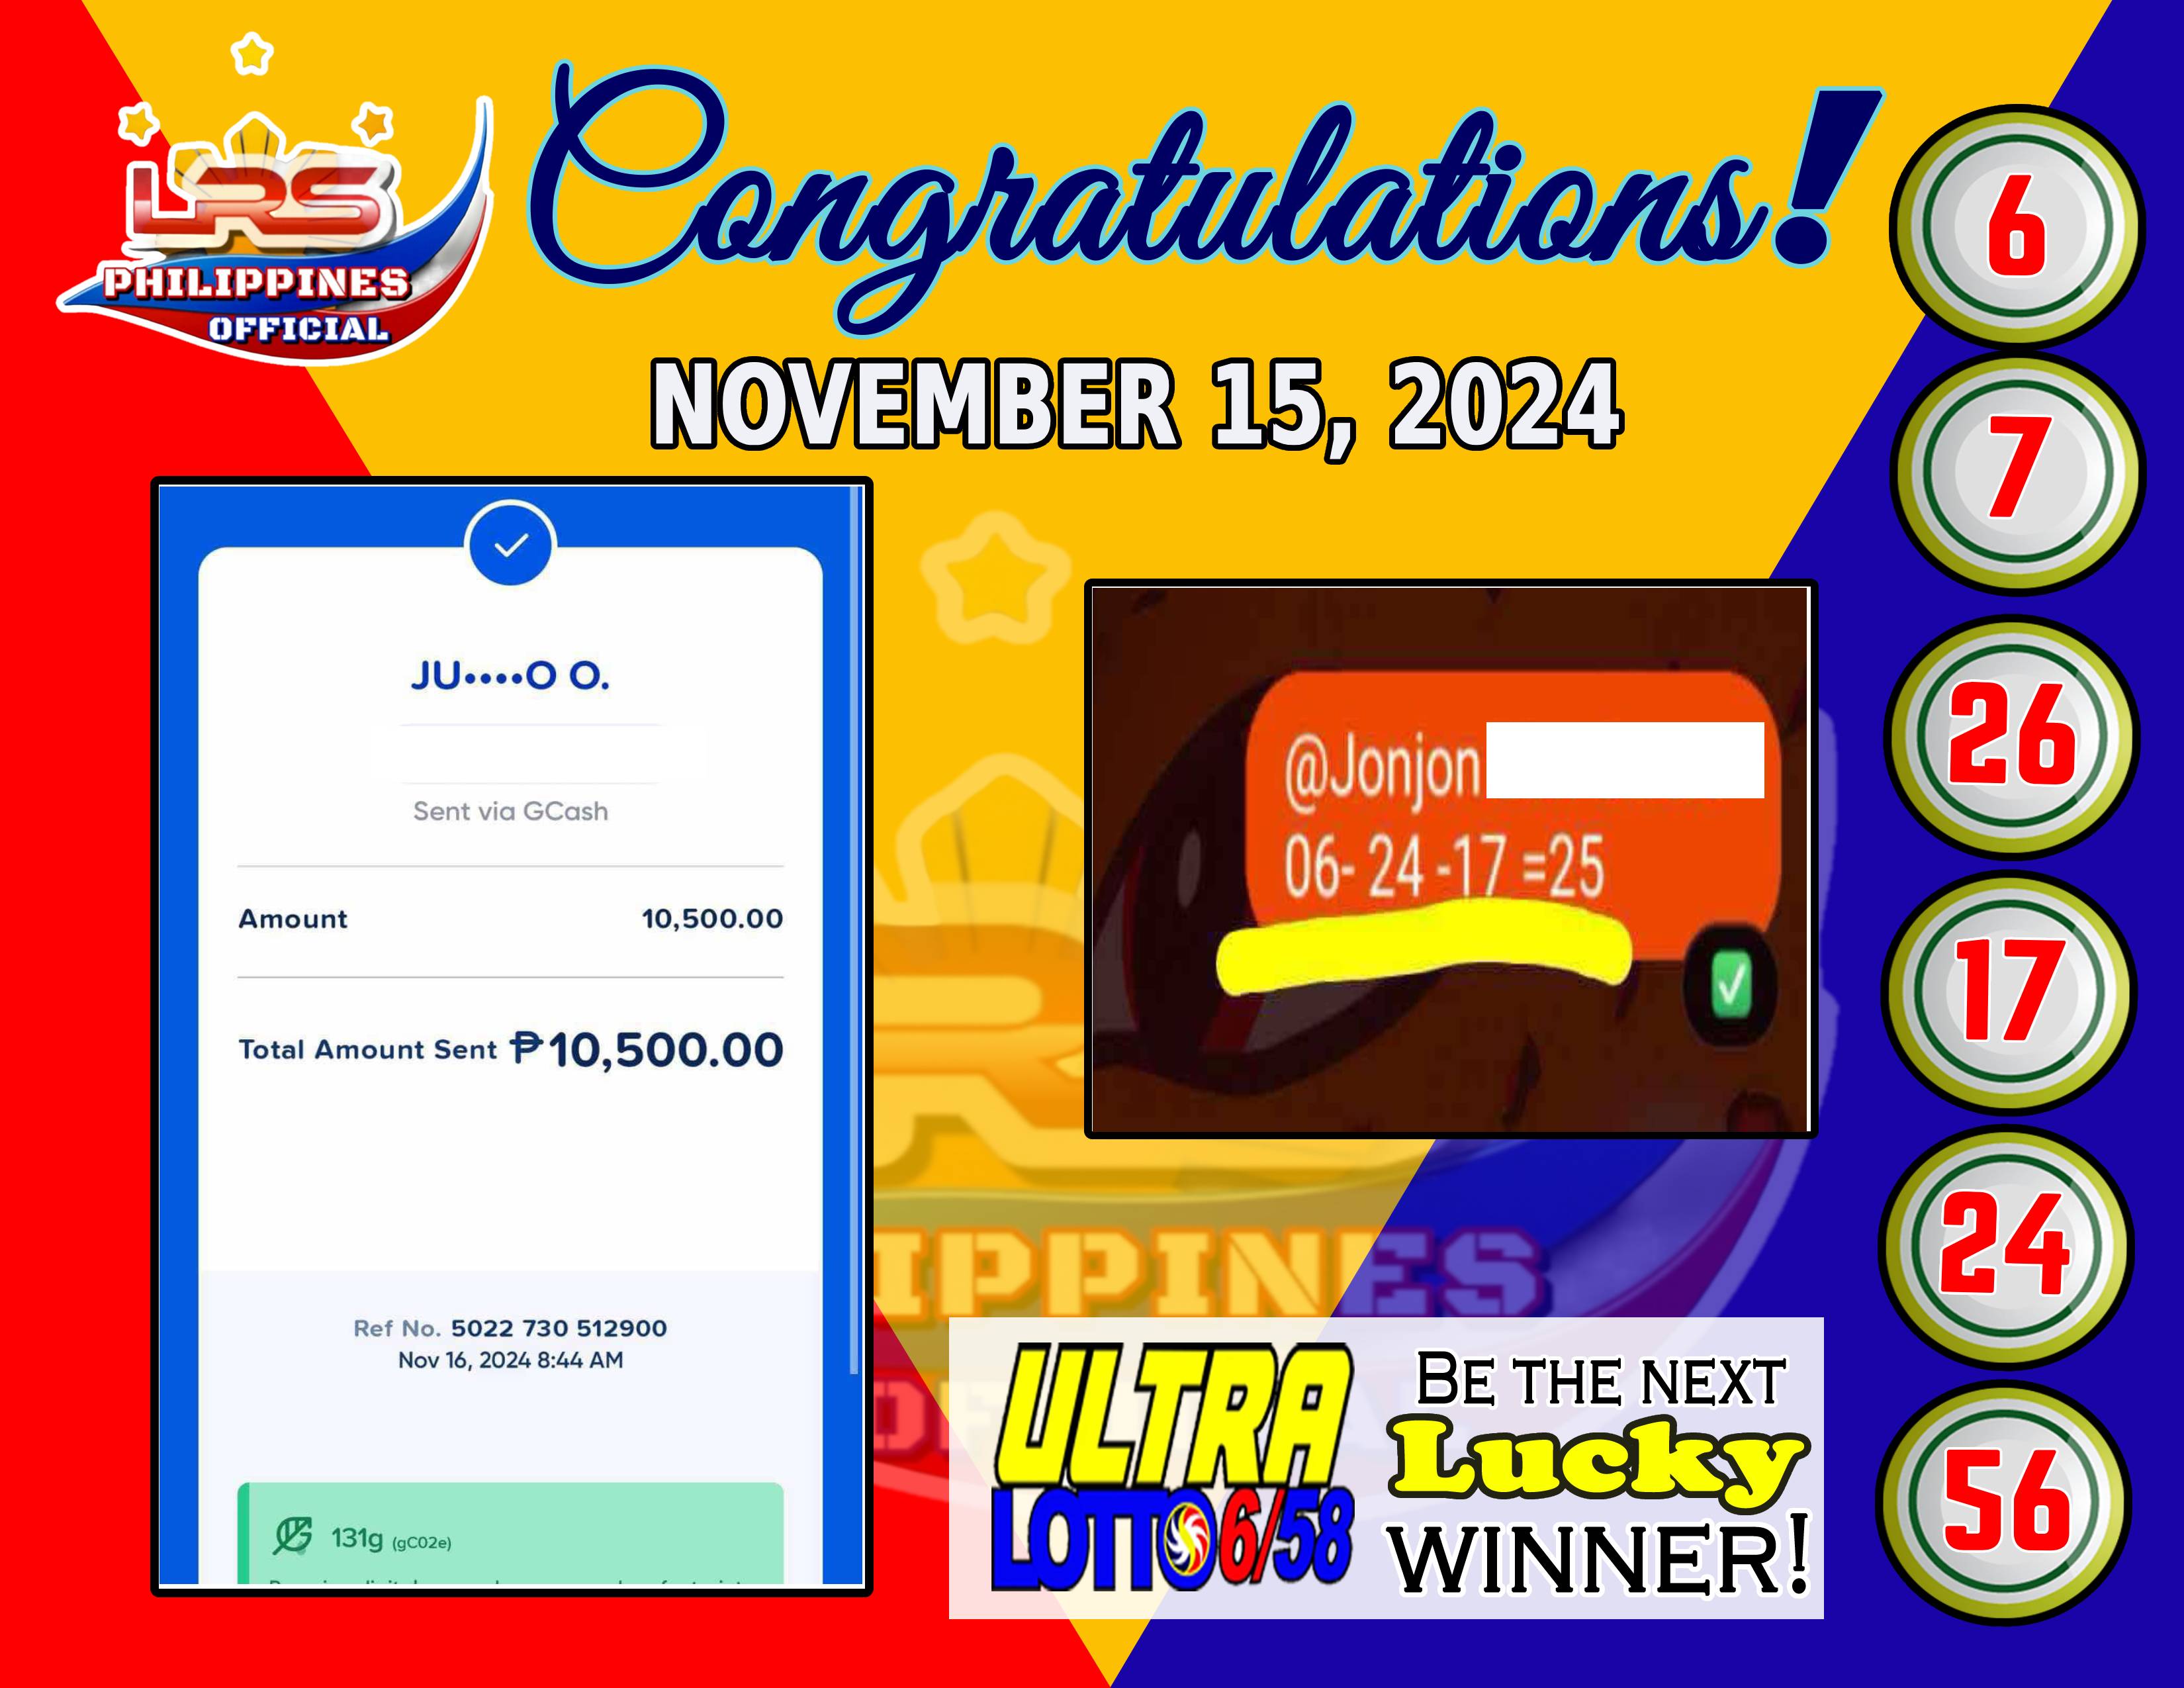 LRS
PHILIPPINES
OFFICIAL
Congratulations!
NOVEMBER 15, 2024
JU••••O O.
Sent via GCash
Amount 10,500.00
Total Amount Sent ₱10,500.00
Ref No. 5022 730 512900
Nov 16, 2024 8:44 AM
131g (gC02e)
@Jonjon
06- 24 -17 =25
ULTRA
LOTTO 6/58
BE THE NEXT
Lucky
WINNER!
6
7
26
17
24
56